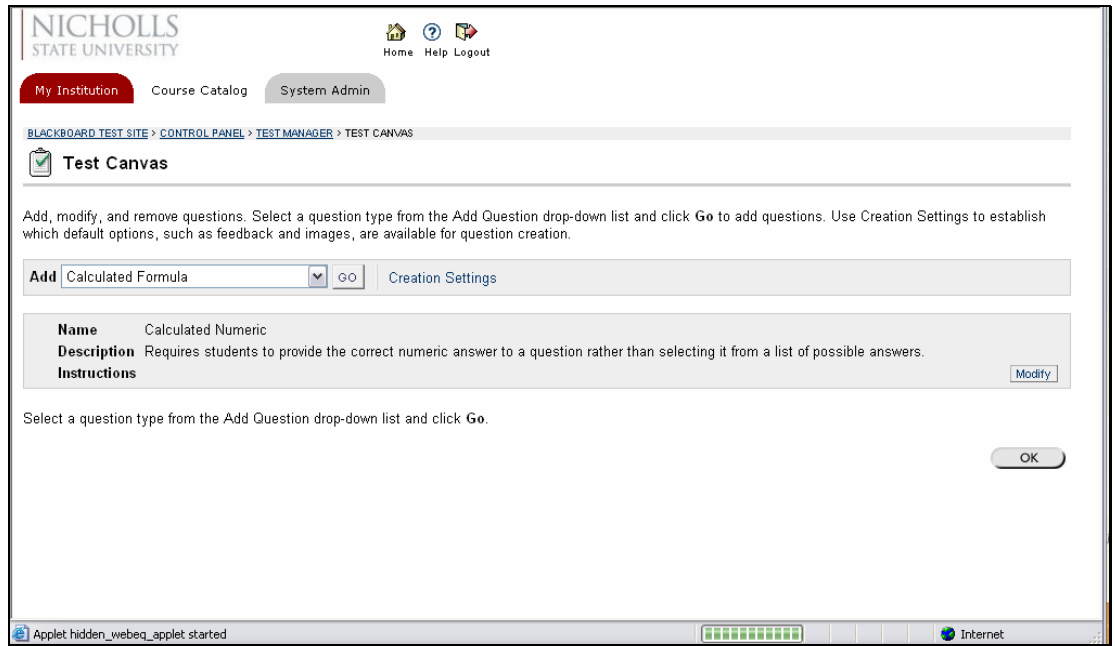 NICHOLLS
STATE UNIVERSITY
Home Help Logout
My Institution Course Catalog System Admin
BLACKBOARD TEST SITE > CONTROL PANEL > TEST MANAGER > TEST CANVAS
Test Canvas
Add, modify, and remove questions. Select a question type from the Add Question drop-down list and click Go to add questions. Use Creation Settings to establish
which default options, such as feedback and images, are available for question creation.
Add Calculated Formula GO Creation Settings
Name Calculated Numeric
Description Requires students to provide the correct numeric answer to a question rather than selecting it from a list of possible answers.
Instructions Modify
Select a question type from the Add Question drop-down list and click Go.
OK
Applet hidden_webeq_applet started Internet